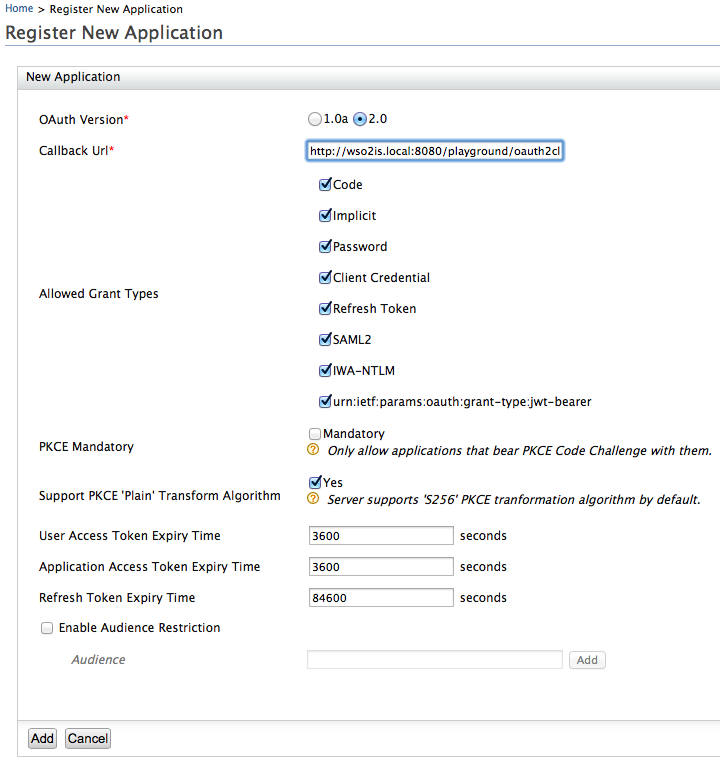 Home > Register New Application
Register New Application
New Application
OAuth Version*
1.0a 2.0
Callback Url*
http://wso2is.local:8080/playground/oauth2cl
Allowed Grant Types
Code
Implicit
Password
Client Credential
Refresh Token
SAML2
IWA-NTLM
urn:ietf:params:oauth:grant-type:jwt-bearer
PKCE Mandatory
Mandatory
? Only allow applications that bear PKCE Code Challenge with them.
Support PKCE 'Plain' Transform Algorithm
Yes
? Server supports 'S256' PKCE tranformation algorithm by default.
User Access Token Expiry Time 3600 seconds
Application Access Token Expiry Time 3600 seconds
Refresh Token Expiry Time 84600 seconds
Enable Audience Restriction
Audience Add
Add Cancel